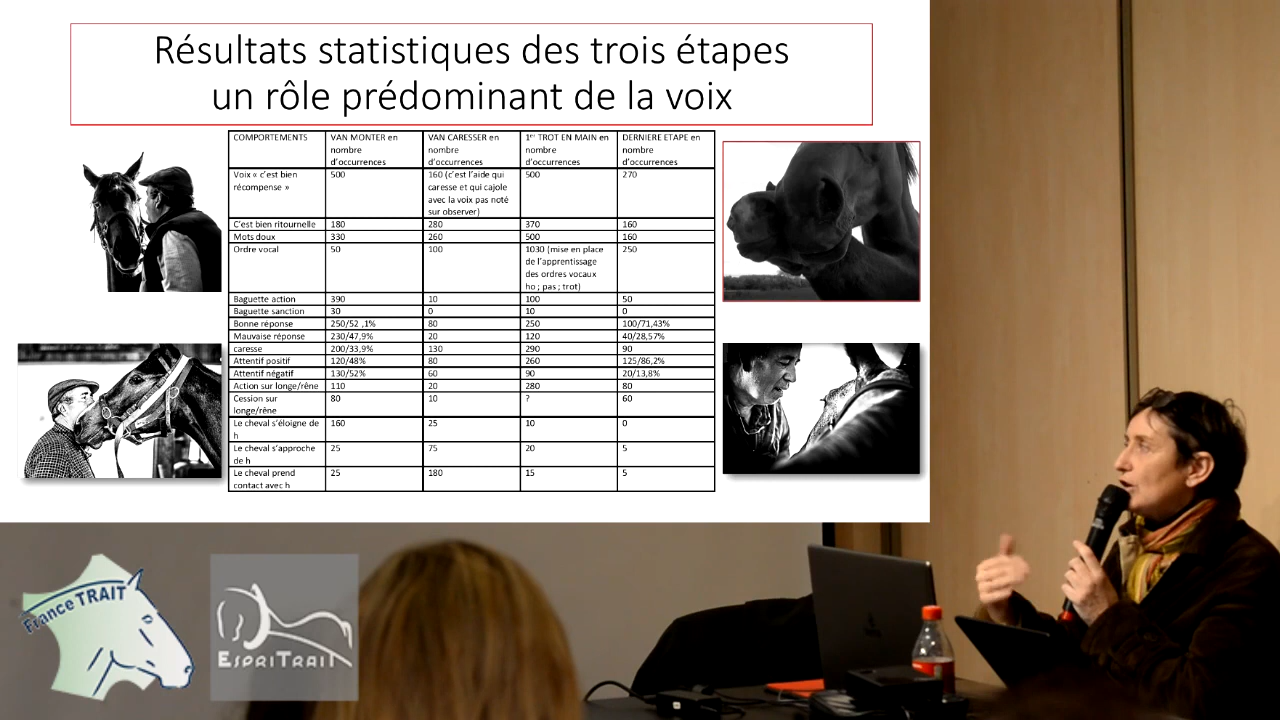 Résultats statistiques des trois étapes
un rôle prédominant de la voix
COMPORTEMENTS
VAN MONTER en
nombre
d'occurrences
VAN CARESSER en
nombre
d'occurrences
1er TROT EN MAIN en
nombre
d'occurrences
DERNIERE ETAPE en
nombre
d'occurrences
Voix « c'est bien
récompense »
500
160 (c'est l'aide qui
caresse et qui cajole
avec la voix pas noté
sur observer)
500
270
C'est bien ritournelle 180 280 370 160
Mots doux 330 260 500 160
Ordre vocal
50
100
1030 (mise en place
de l'apprentissage
des ordres vocaux
ho ; pas ; trot)
250
Baguette action 390 10 100 50
Baguette sanction 30 0 10 0
Bonne réponse 250/52 ,1% 80 250 100/71,43%
Mauvaise réponse 230/47,9% 20 120 40/28,57%
caresse 200/33,9% 130 290 90
Attentif positif 120/48% 80 260 125/86,2%
Attentif négatif 130/52% 60 90 20/13,8%
Action sur longe/rêne 110 20 280 80
Cession sur
longe/rêne
80 10 ? 60
Le cheval s'éloigne de
h
160 25 10 0
Le cheval s'approche
de h
25 75 20 5
Le cheval prend
contact avec h
25 180 15 5
France TRAIT
ESPRITRAIT